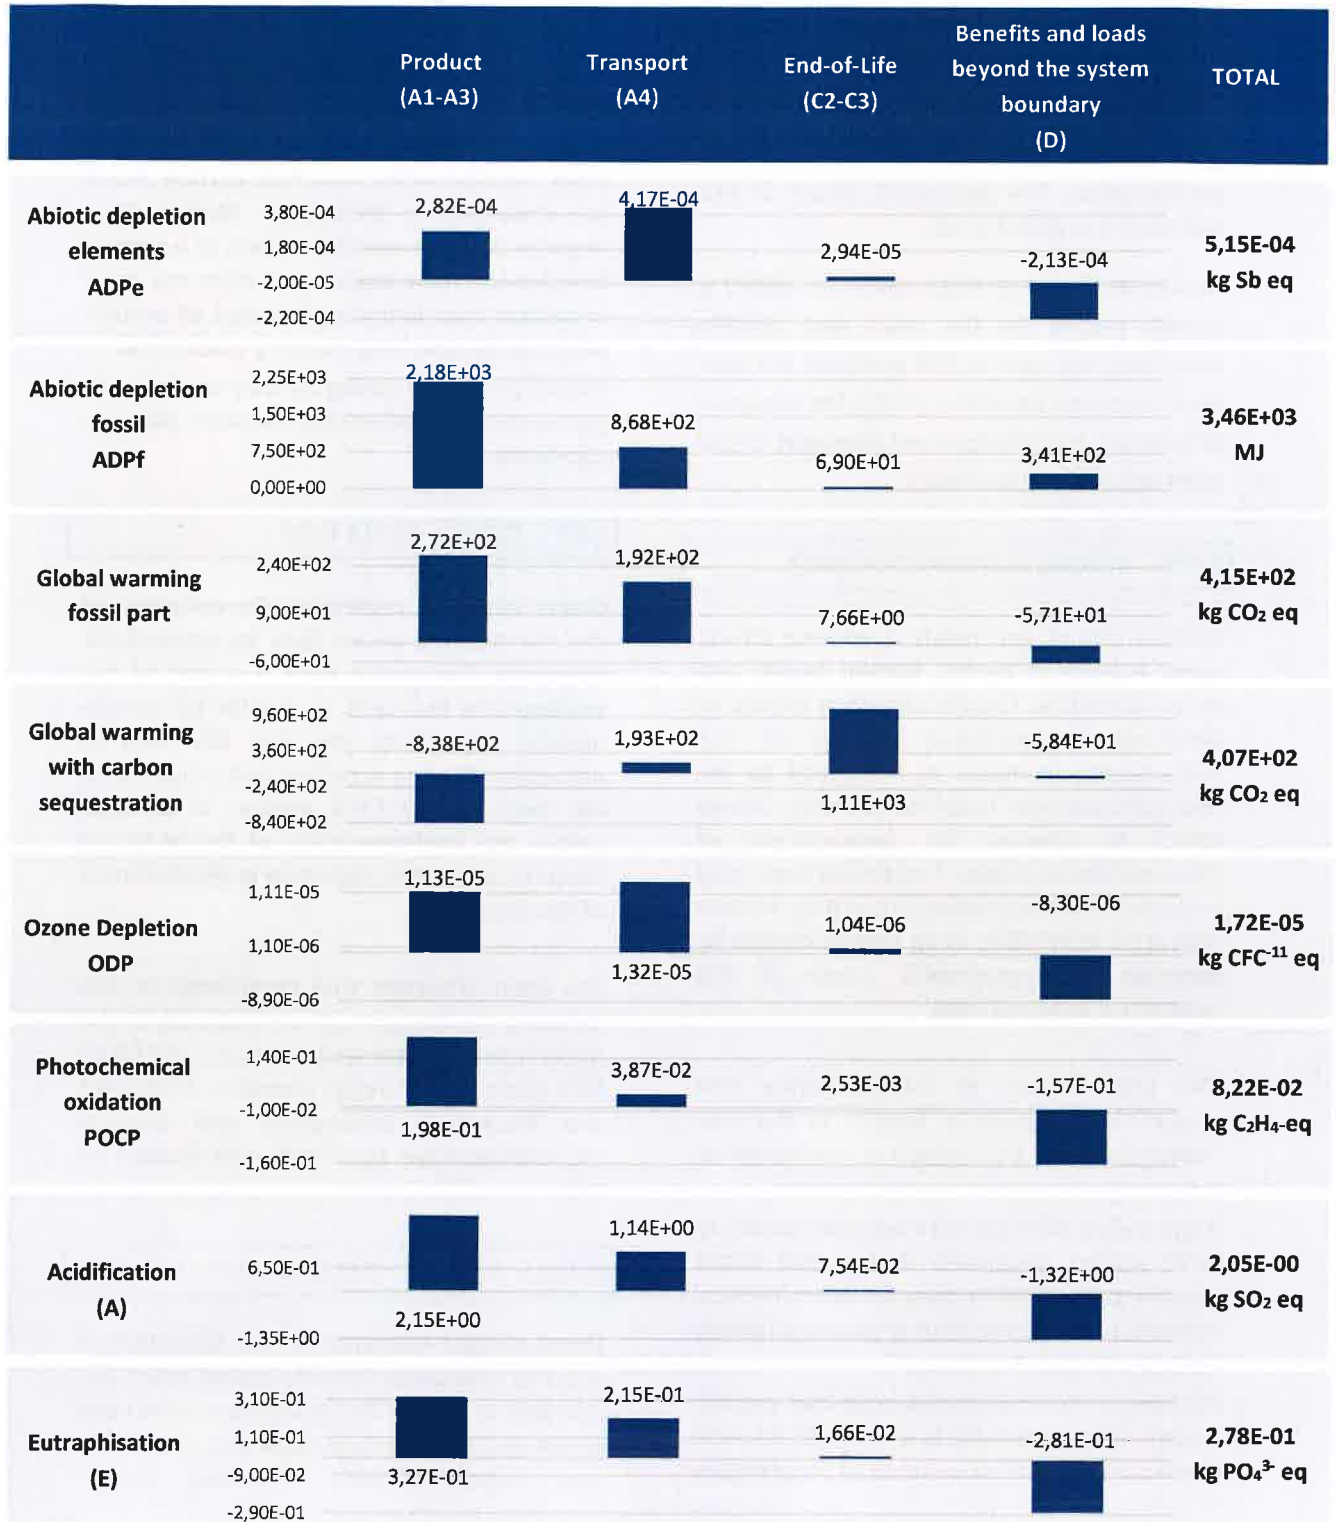 Product
(A1-A3)
Transport
(A4)
End-of-Life
(C2-C3)
Benefits and loads
beyond the system
boundary
(D)
TOTAL
Abiotic depletion
elements
ADPe
3,80E-04
1,80E-04
-2,00E-05
-2,20E-04
2,82E-04
4,17E-04
2,94E-05
-2,13E-04
5,15E-04
kg Sb eq
Abiotic depletion
fossil
ADPf
2,25E+03
1,50E+03
7,50E+02
0,00E+00
2,18E+03
8,68E+02
6,90E+01
3,41E+02
3,46E+03
MJ
Global warming
fossil part
2,40E+02
9,00E+01
-6,00E+01
2,72E+02
1,92E+02
7,66E+00
-5,71E+01
4,15E+02
kg CO₂ eq
Global warming
with carbon
sequestration
9,60E+02
3,60E+02
-2,40E+02
-8,40E+02
-8,38E+02
1,93E+02
1,11E+03
-5,84E+01
4,07E+02
kg CO₂ eq
Ozone Depletion
ODP
1,11E-05
1,10E-06
-8,90E-06
1,13E-05
1,32E-05
1,04E-06
-8,30E-06
1,72E-05
kg CFC⁻¹¹ eq
Photochemical
oxidation
POCP
1,40E-01
-1,00E-02
-1,60E-01
1,98E-01
3,87E-02
2,53E-03
-1,57E-01
8,22E-02
kg C₂H₄-eq
Acidification
(A)
6,50E-01
-1,35E+00
2,15E+00
1,14E+00
7,54E-02
-1,32E+00
2,05E-00
kg SO₂ eq
Eutraphisation
(E)
3,10E-01
1,10E-01
-9,00E-02
-2,90E-01
3,27E-01
2,15E-01
1,66E-02
-2,81E-01
2,78E-01
kg PO₄³⁻ eq